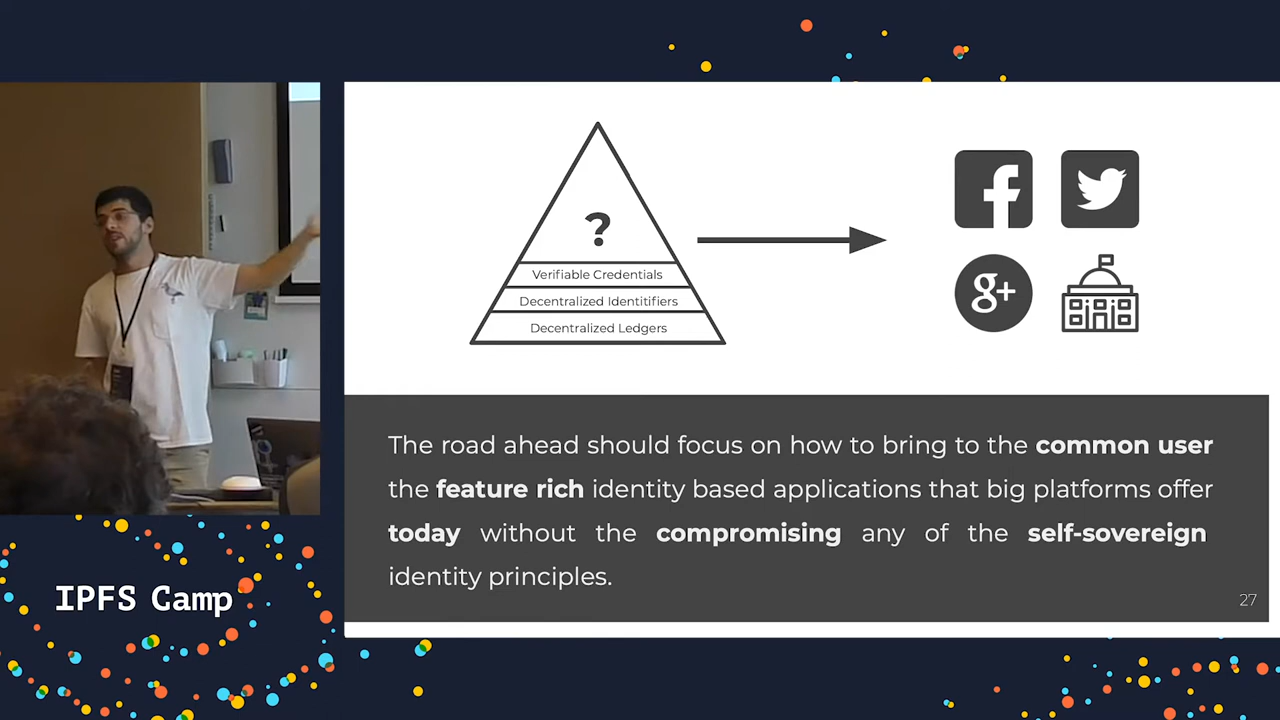 ?
Verifiable Credentials
Decentralized Identitifiers
Decentralized Ledgers
g+
The road ahead should focus on how to bring to the common user
the feature rich identity based applications that big platforms offer
today without the compromising any of the self-sovereign
identity principles.
27
IPFS Camp